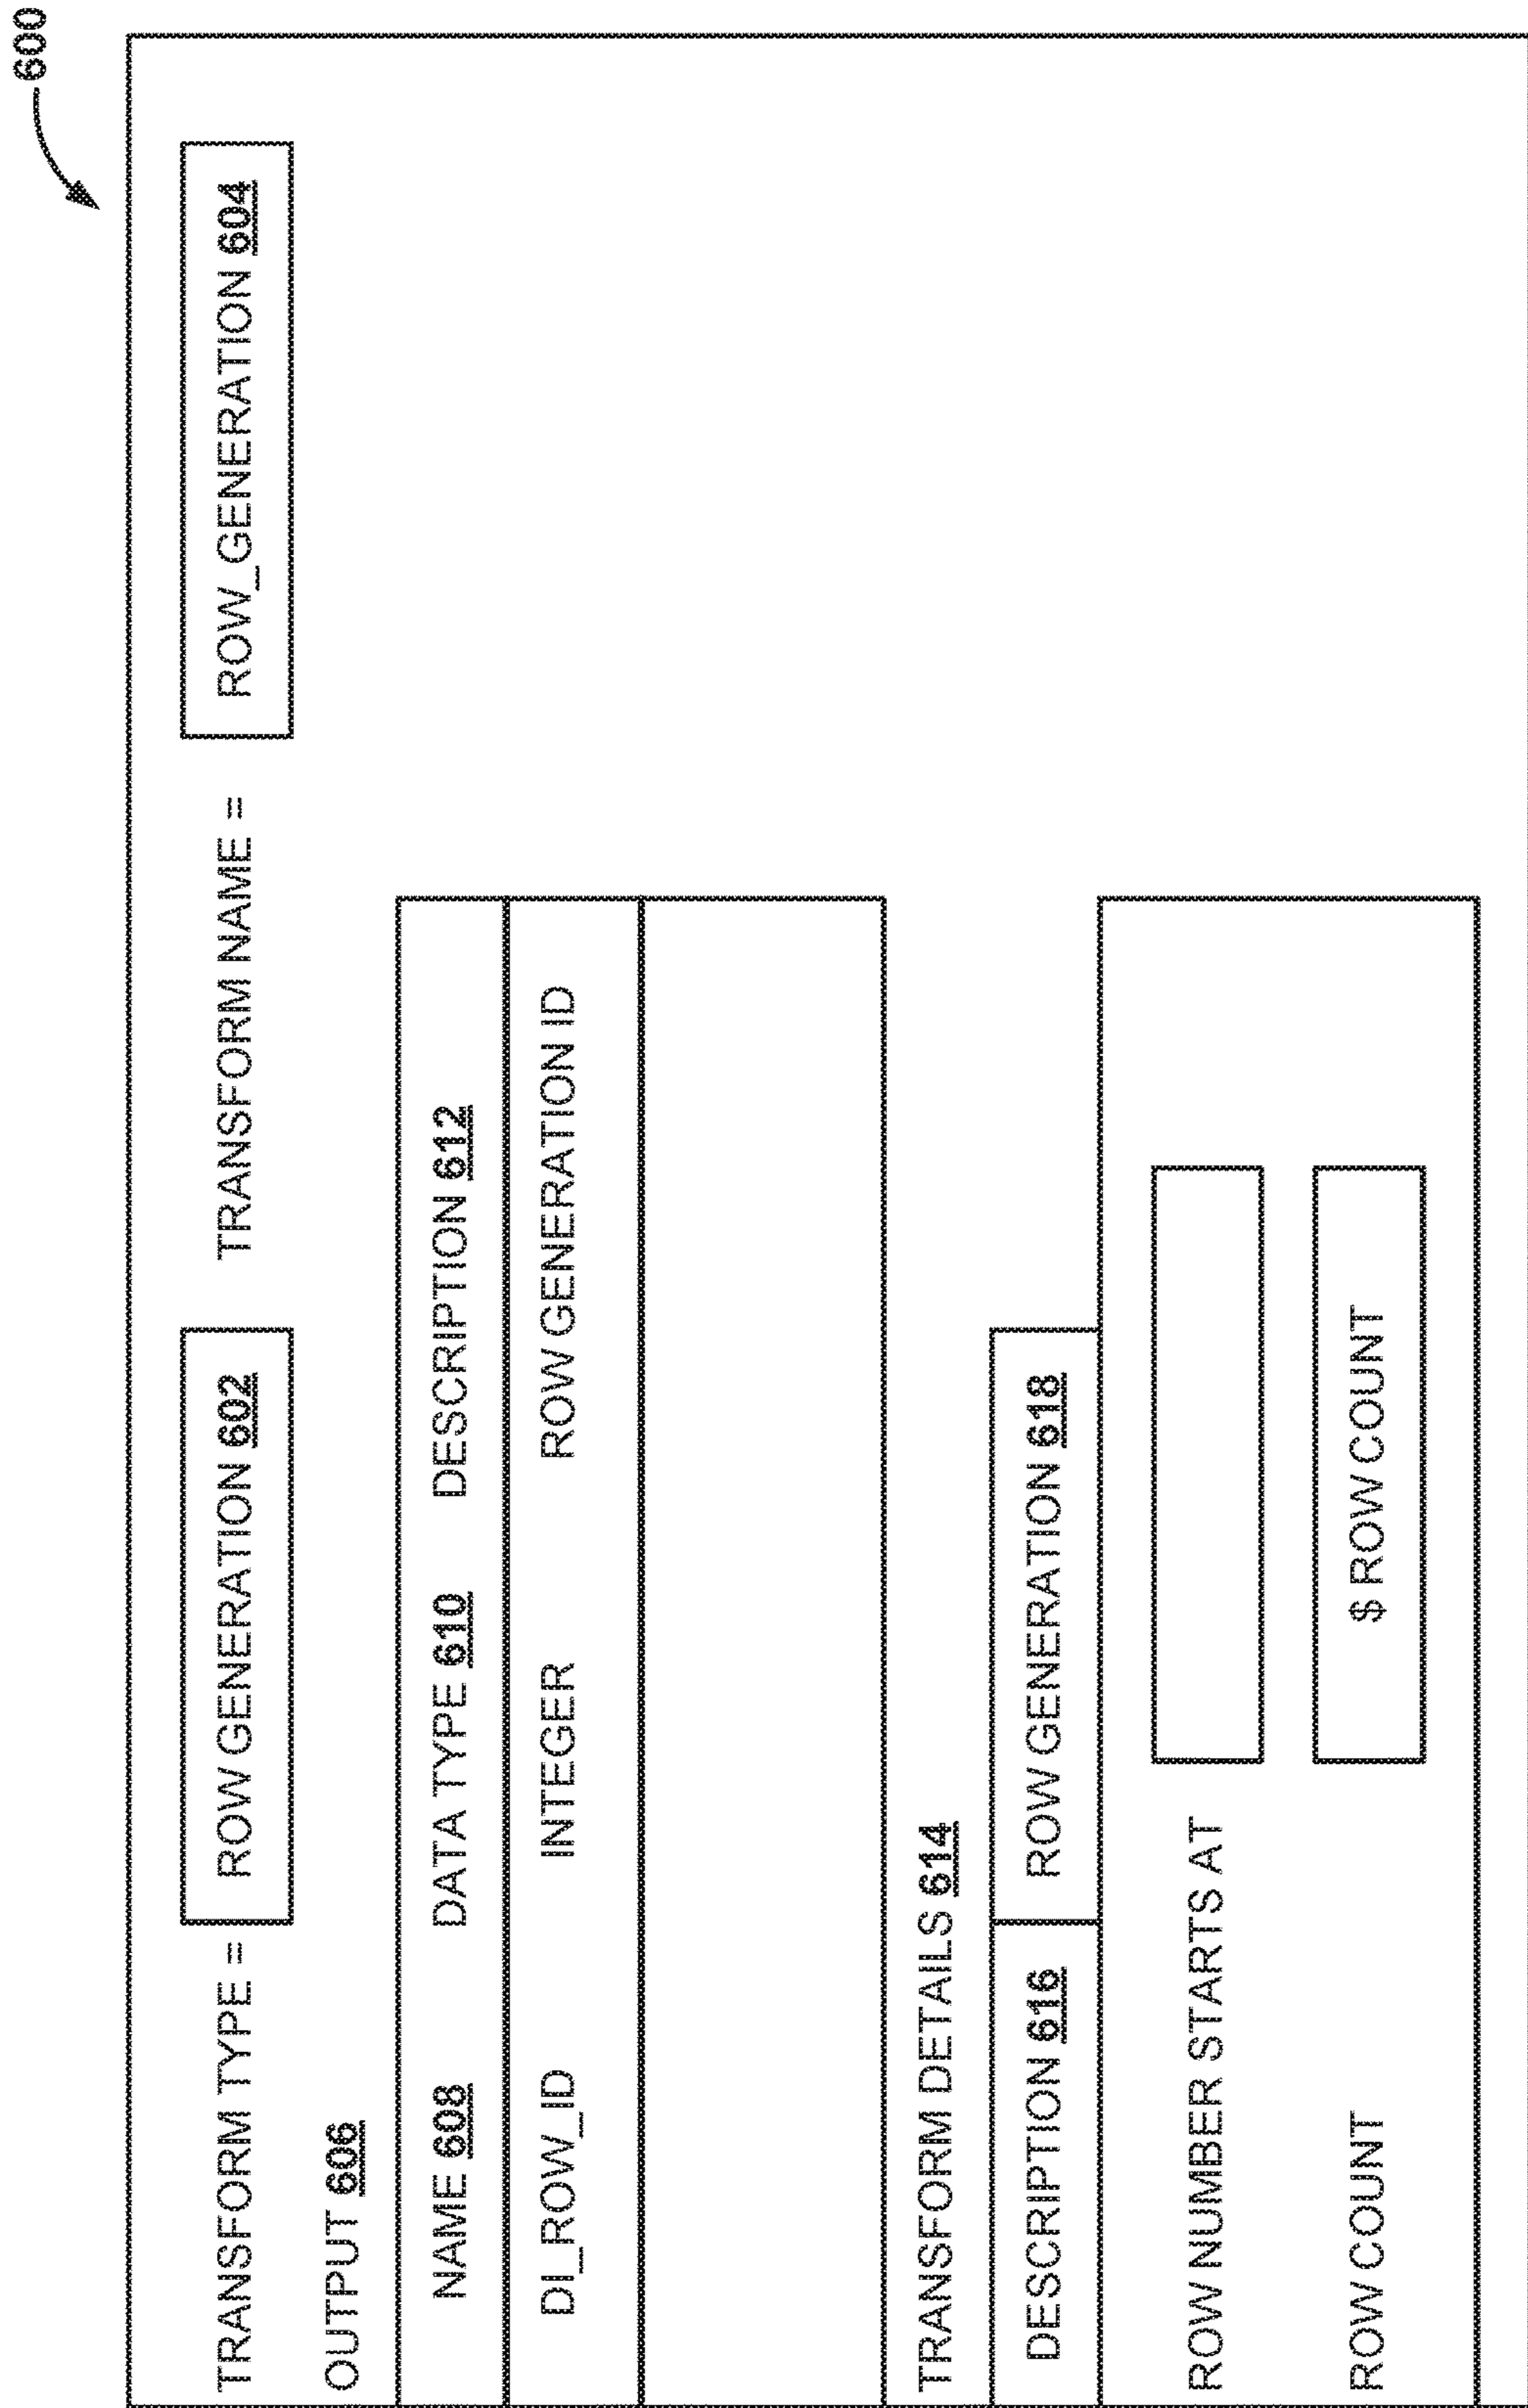 600
TRANSFORM TYPE = ROW GENERATION 602 TRANSFORM NAME = ROW_GENERATION 604
OUTPUT 606
NAME 608 DATA TYPE 610 DESCRIPTION 612
DI_ROW_ID INTEGER ROW GENERATION ID
TRANSFORM DETAILS 614
DESCRIPTION 616 ROW GENERATION 618
ROW NUMBER STARTS AT
ROW COUNT $ ROW COUNT